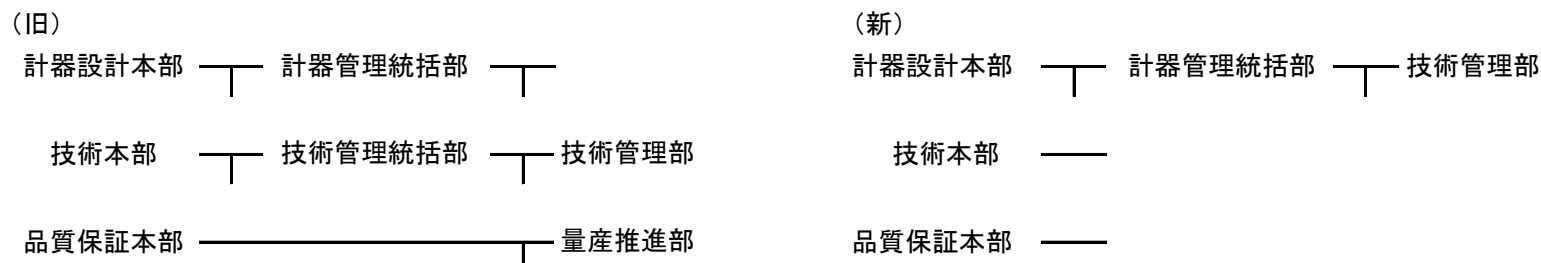 （旧） （新）
計器設計本部 計器管理統括部 計器設計本部 計器管理統括部 技術管理部
技術本部 技術管理統括部 技術管理部 技術本部
品質保証本部 量産推進部 品質保証本部